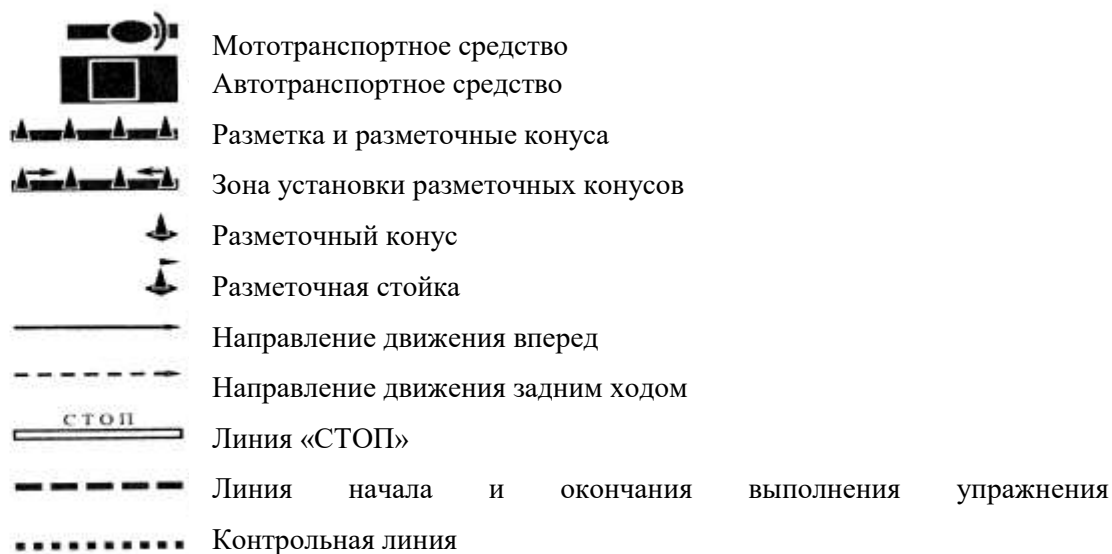 Мототранспортное средство
Автотранспортное средство
Разметка и разметочные конуса
Зона установки разметочных конусов
Разметочный конус
Разметочная стойка
Направление движения вперед
Направление движения задним ходом
СТОП
Линия «СТОП»
Линия начала и окончания выполнения упражнения
Контрольная линия